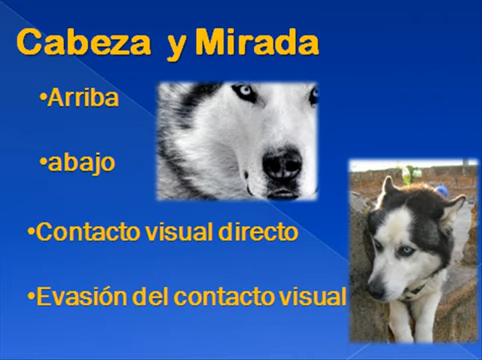 Cabeza y Mirada
•Arriba
•abajo
•Contacto visual directo
•Evasión del contacto visual